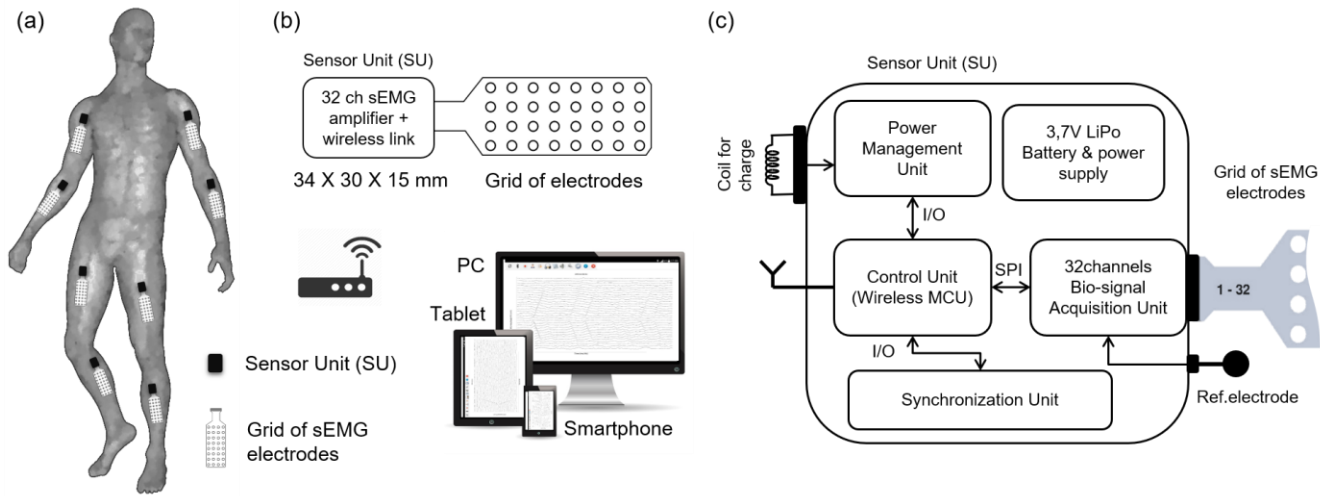 (a)
Sensor Unit (SU)
Grid of sEMG
electrodes
(b)
Sensor Unit (SU)
32 ch sEMG
amplifier +
wireless link
34 X 30 X 15 mm
Grid of electrodes
PC
Tablet
Smartphone
(c)
Sensor Unit (SU)
Coil for
charge
Power
Management
Unit
3,7V LiPo
Battery & power
supply
I/O
Control Unit
(Wireless MCU)
SPI
32channels
Bio-signal
Acquisition Unit
Grid of sEMG
electrodes
1 - 32
I/O
Synchronization Unit
Ref.electrode